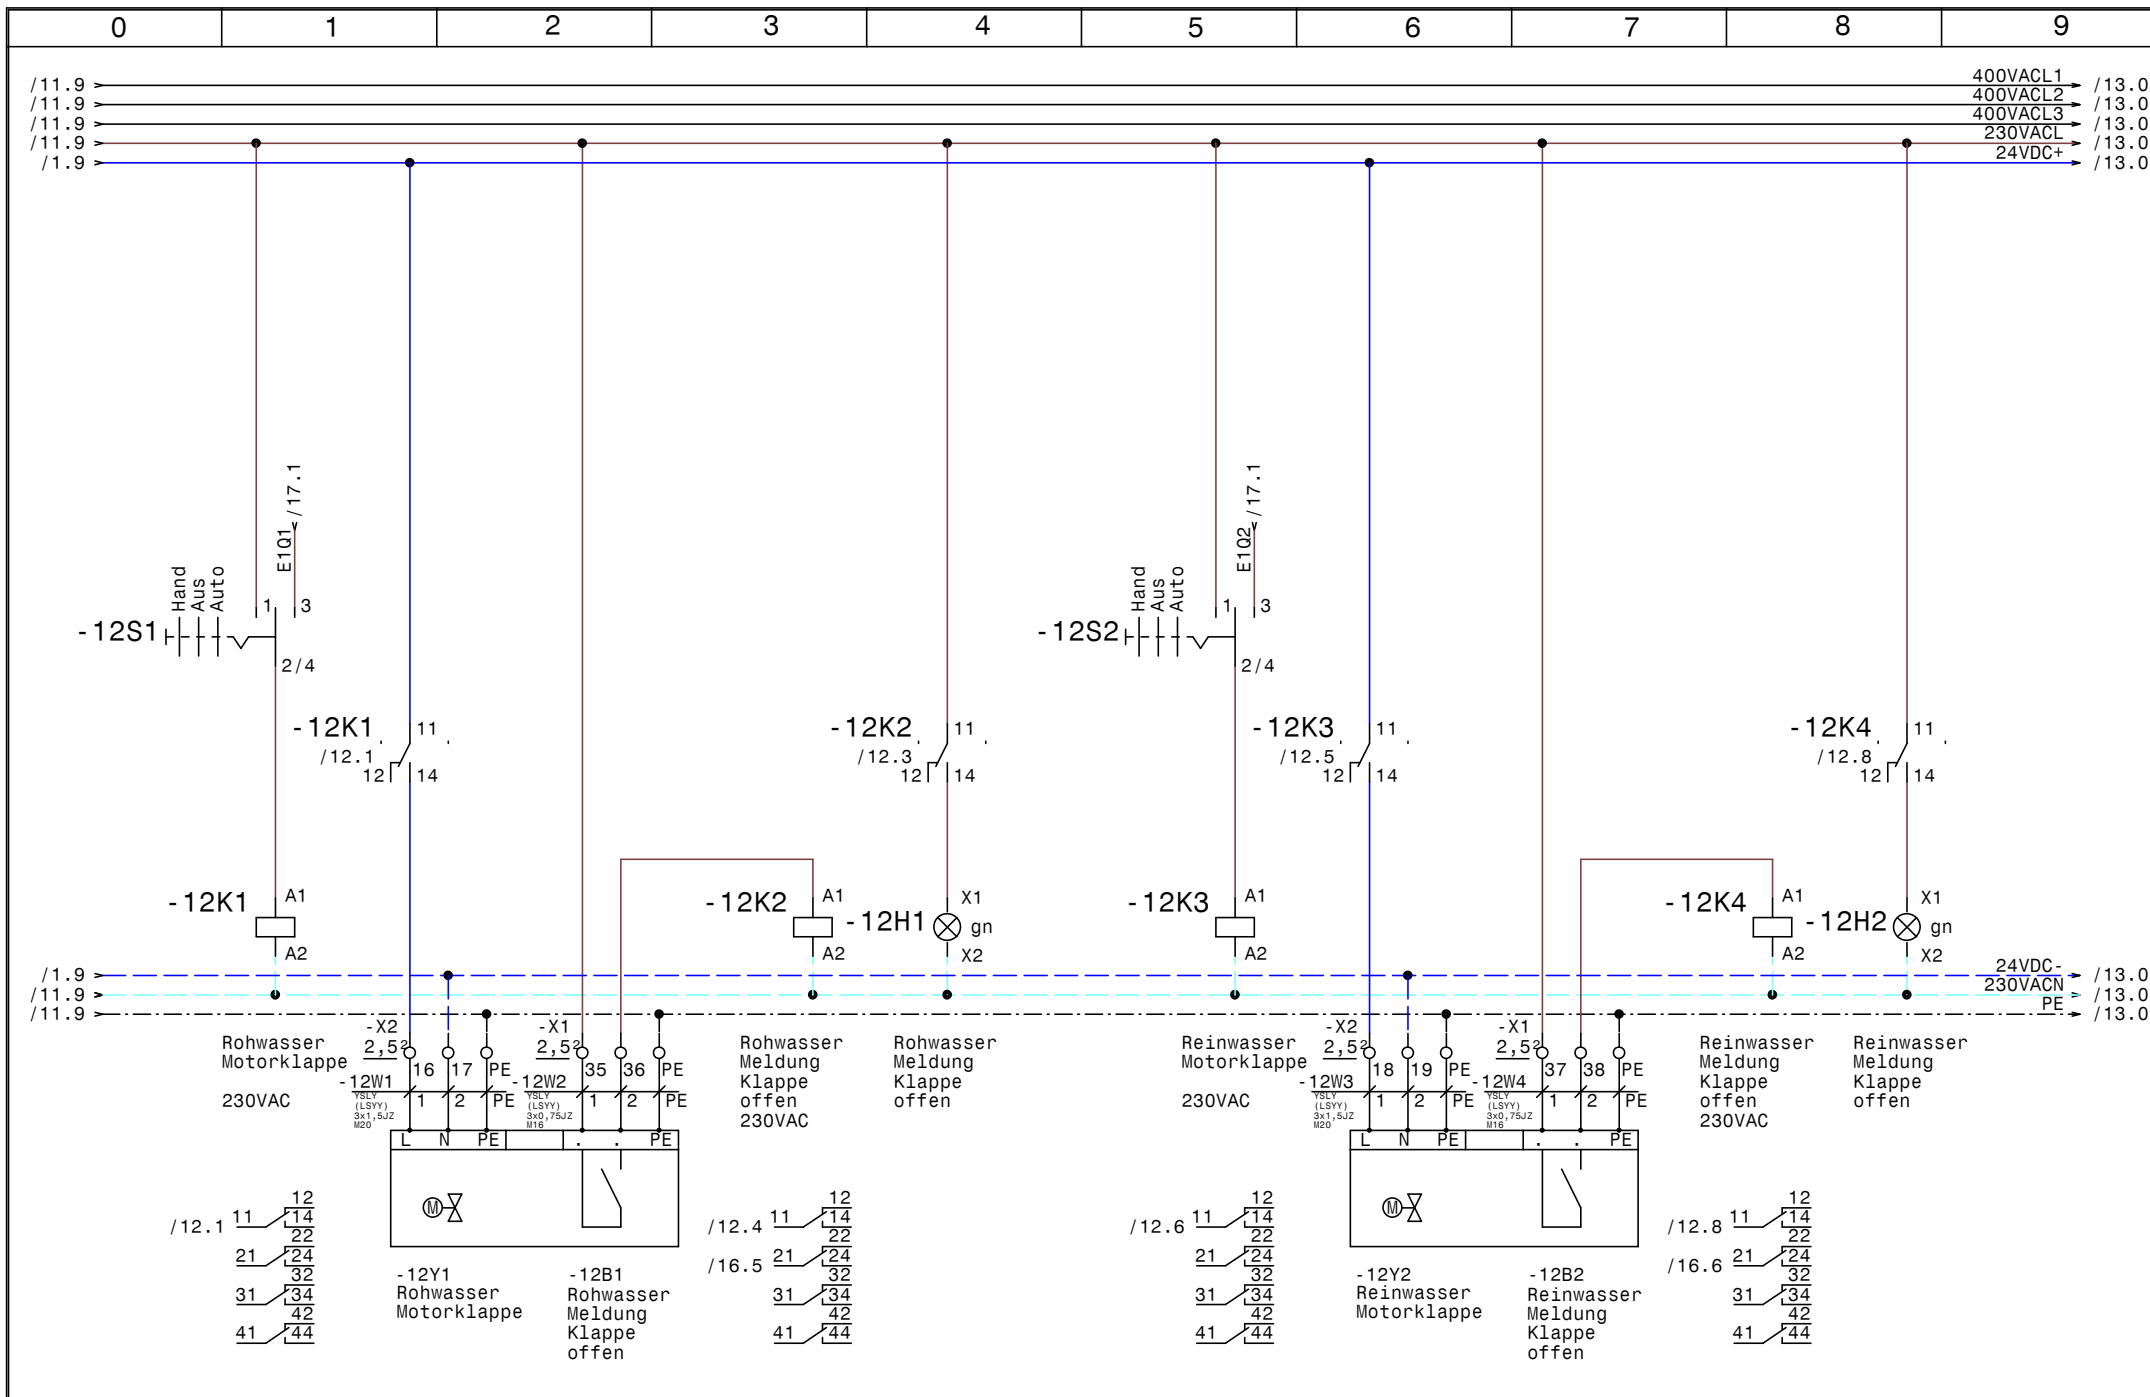 0 1 2 3 4 5 6 7 8 9
/11.9 400VACL1 /13.0
/11.9 400VACL2 /13.0
/11.9 400VACL3 /13.0
/11.9 230VACL /13.0
/1.9 24VDC+ /13.0
/17.1 /17.1
E1Q1 E1Q2
Hand Aus Auto Hand Aus Auto
1 3 1 3
-12S1 -12S2
2/4 2/4
-12K1 11 -12K2 11 -12K3 11 -12K4 11
/12.1 /12.3 /12.5 /12.8
12 14 12 14 12 14 12 14
-12K1 A1 -12K2 A1 -12H1 X1 -12K3 A1 -12K4 A1 -12H2 X1
gn gn
A2 A2 X2 A2 A2 X2
/1.9 24VDC- /13.0
/11.9 230VACN /13.0
/11.9 PE /13.0
Rohwasser
Motorklappe
230VAC
-X2
2,5²
16 17 PE
-12W1
YSLY
(LSYY)
3x1,5JZ
M20
1 2 PE
-X1
2,5²
35 36 PE
-12W2
YSLY
(LSYY)
3x0,75JZ
M16
1 2 PE
Rohwasser
Meldung
Klappe
offen
230VAC
Rohwasser
Meldung
Klappe
offen
Reinwasser
Motorklappe
230VAC
-X2
2,5²
18 19 PE
-12W3
YSLY
(LSYY)
3x1,5JZ
M20
1 2 PE
-X1
2,5²
37 38 PE
-12W4
YSLY
(LSYY)
3x0,75JZ
M16
1 2 PE
Reinwasser
Meldung
Klappe
offen
230VAC
Reinwasser
Meldung
Klappe
offen
L N PE . . PE
M
L N PE . . PE
M
12
/12.1 11 14
22
21 24
32
31 34
42
41 44
-12Y1
Rohwasser
Motorklappe
-12B1
Rohwasser
Meldung
Klappe
offen
12
/12.4 11 14
22
/16.5 21 24
32
31 34
42
41 44
12
/12.6 11 14
22
21 24
32
31 34
42
41 44
-12Y2
Reinwasser
Motorklappe
-12B2
Reinwasser
Meldung
Klappe
offen
12
/12.8 11 14
22
/16.6 21 24
32
31 34
42
41 44